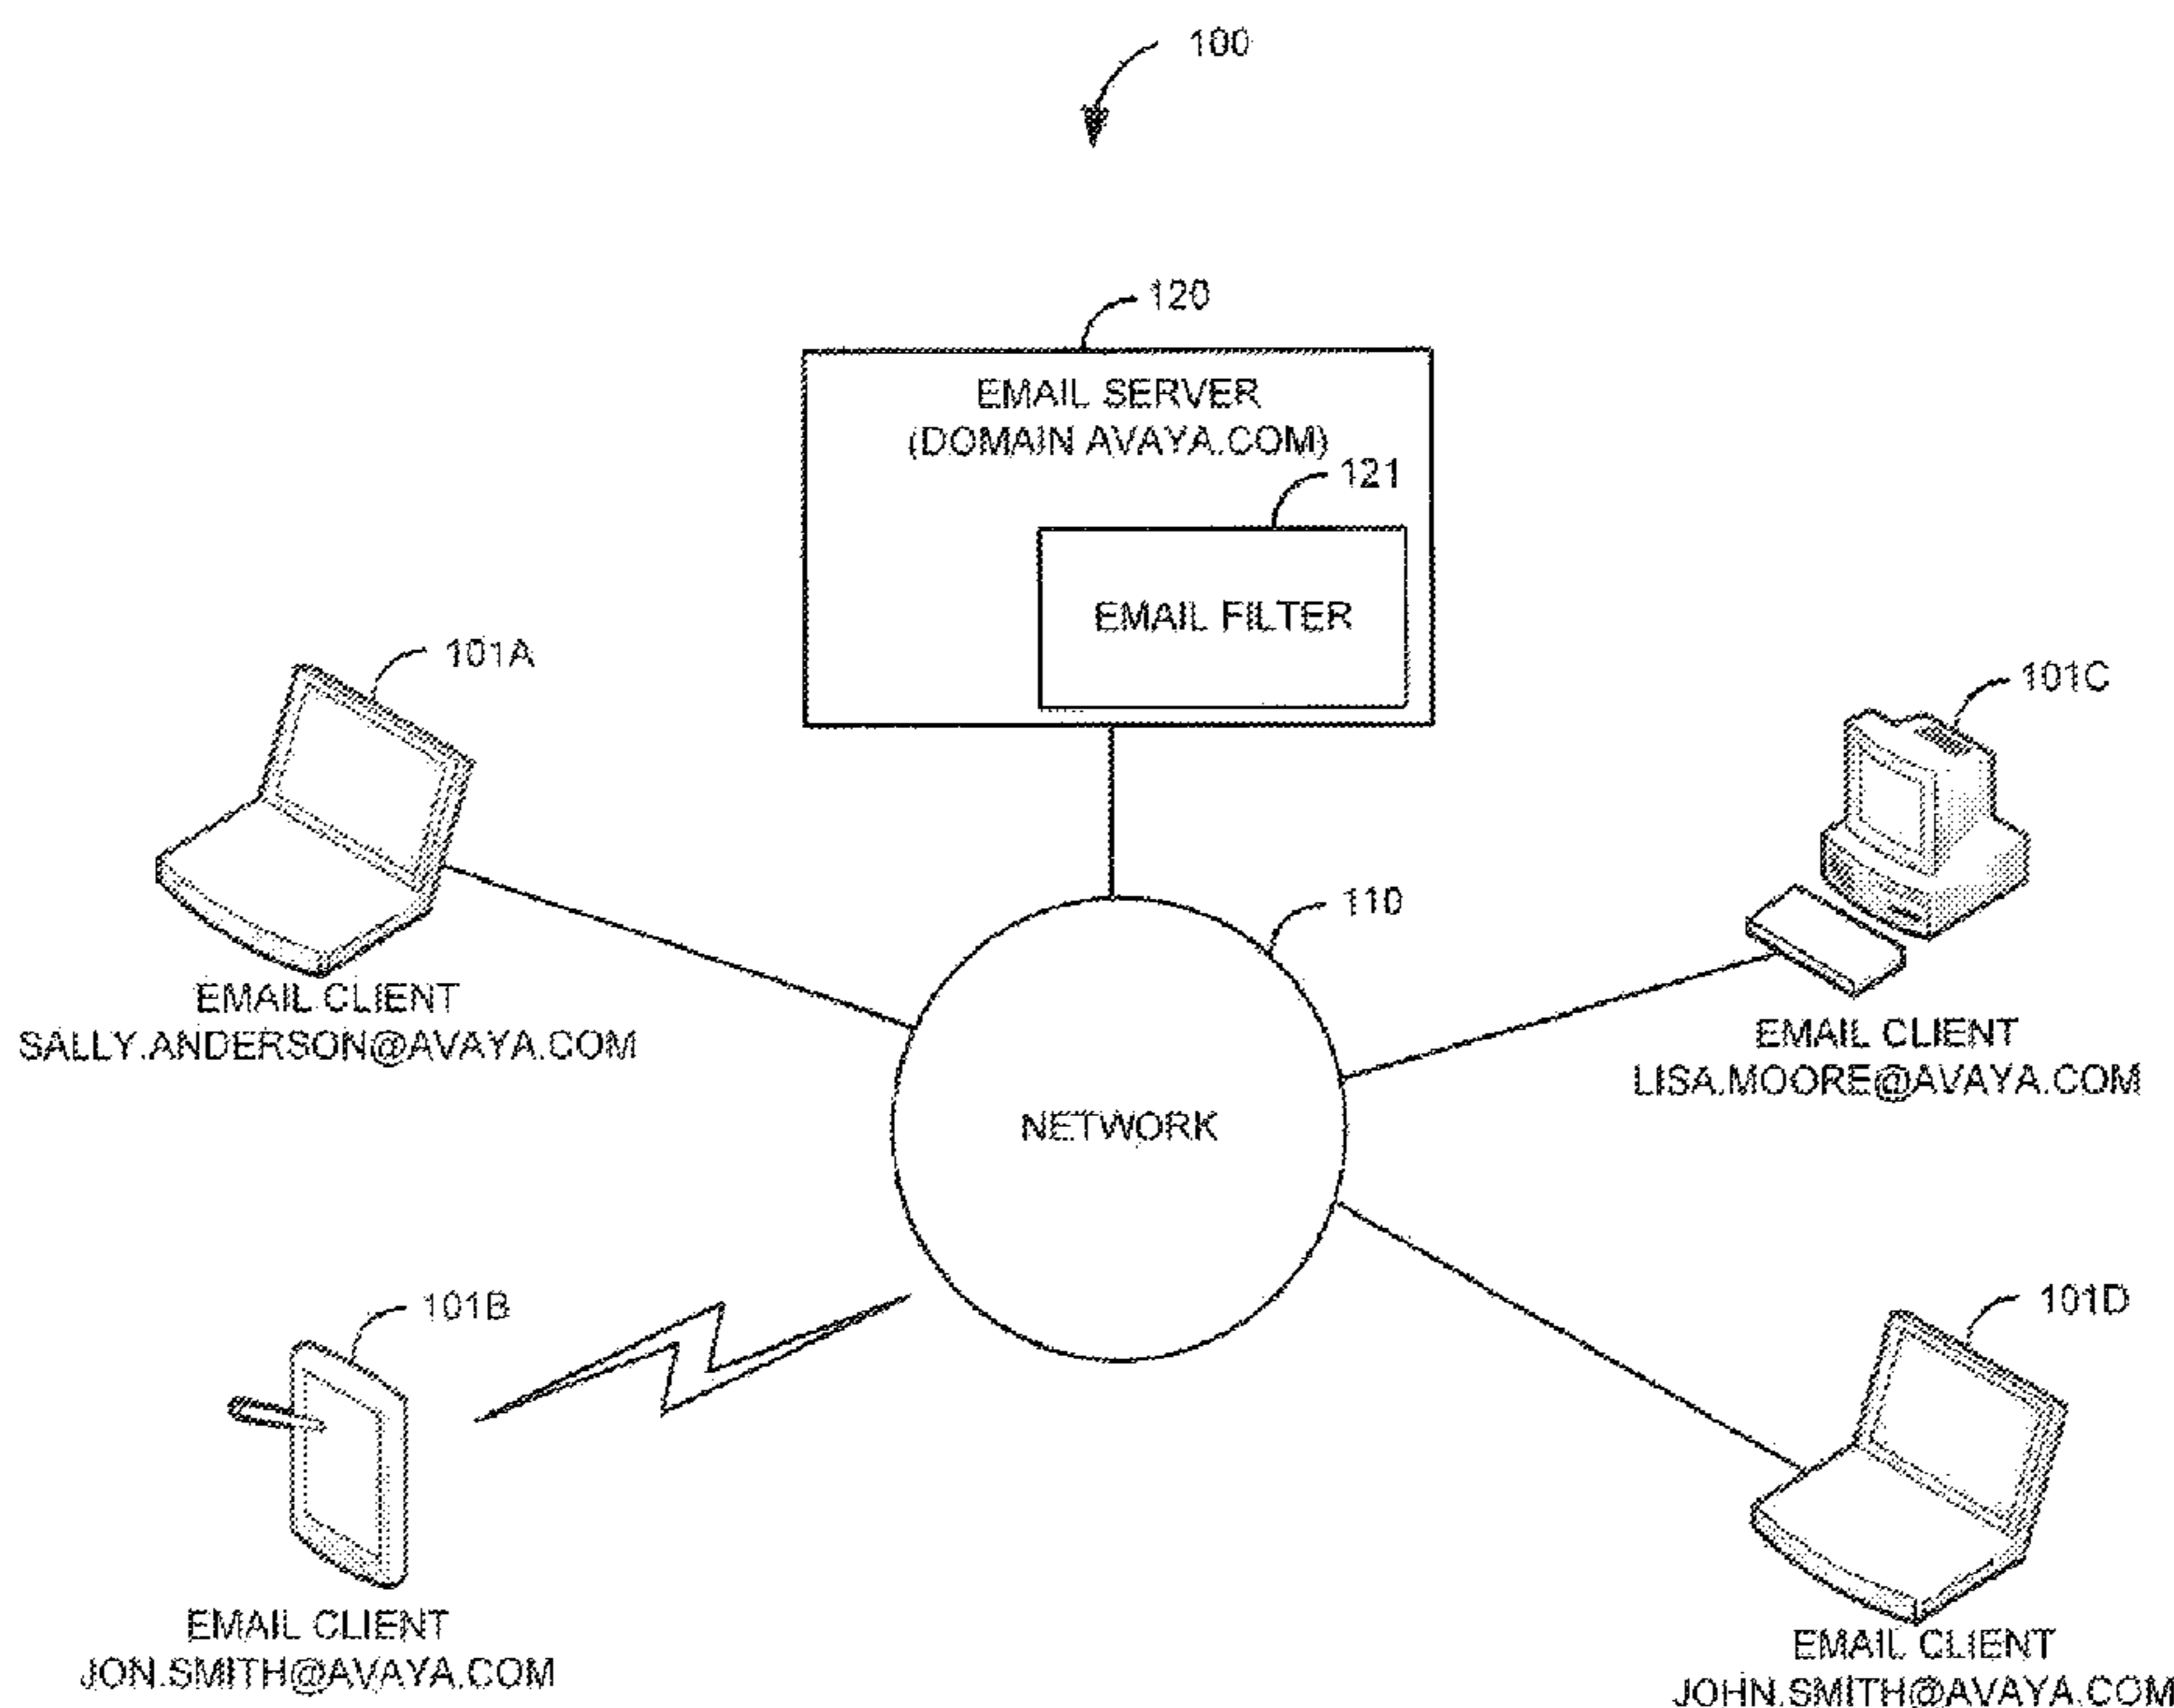 100
120
EMAIL SERVER
(DOMAIN AVAYA.COM)
121
EMAIL FILTER
101A
EMAIL CLIENT
SALLY.ANDERSON@AVAYA.COM
101C
EMAIL CLIENT
LISA.MOORE@AVAYA.COM
110
NETWORK
101B
EMAIL CLIENT
JON.SMITH@AVAYA.COM
101D
EMAIL CLIENT
JOHN.SMITH@AVAYA.COM